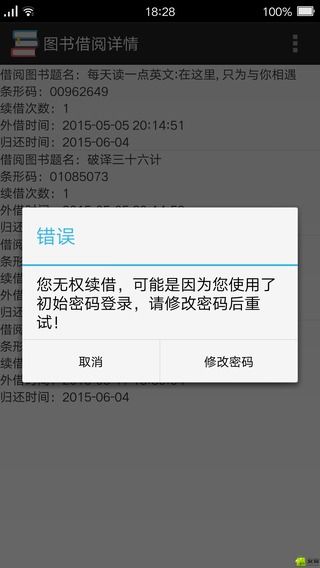 18:28
100%
图书借阅详情
借阅图书题名：每天读一点英文:在这里,只为与你相遇
条形码：00962649
续借次数：1
外借时间：2015-05-05 20:14:51
归还时间：2015-06-04
借阅图书题名：破译三十六计
条形码：01085073
续借次数：1
错误
您无权续借，可能是因为您使用了
初始密码登录，请修改密码后重
试！
取消
修改密码
归还时间：2015-06-04